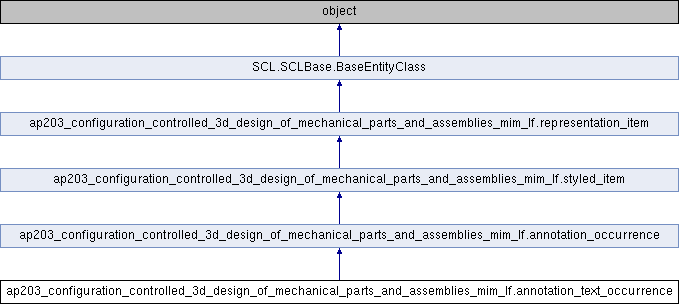 object
SCL.SCLBase.BaseEntityClass
ap203_configuration_controlled_3d_design_of_mechanical_parts_and_assemblies_mim_lf.representation_item
ap203_configuration_controlled_3d_design_of_mechanical_parts_and_assemblies_mim_lf.styled_item
ap203_configuration_controlled_3d_design_of_mechanical_parts_and_assemblies_mim_lf.annotation_occurrence
ap203_configuration_controlled_3d_design_of_mechanical_parts_and_assemblies_mim_lf.annotation_text_occurrence